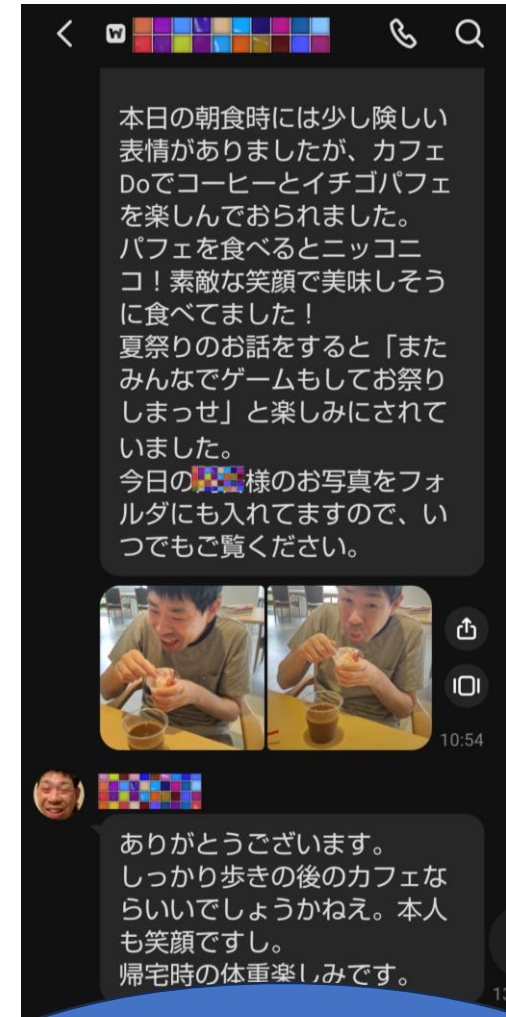 W
本日の朝食時には少し険しい
表情がありましたが、カフェ
Doでコーヒーとイチゴパフェ
を楽しんでおられました。
パフェを食べるとニッコニ
コ!素敵な笑顔で美味しそう
に食べてました!
夏祭りのお話をすると「また
みんなでゲームもしてお祭り
しまっせ」と楽しみにされて
いました。
今日の様のお写真をフォ
ルダにも入れてますので、い
つでもご覧ください。
10:54
ありがとうございます。
しっかり歩きの後のカフェな
らいいでしょうかねえ。本人
も笑顔ですし。
帰宅時の体重楽しみです。